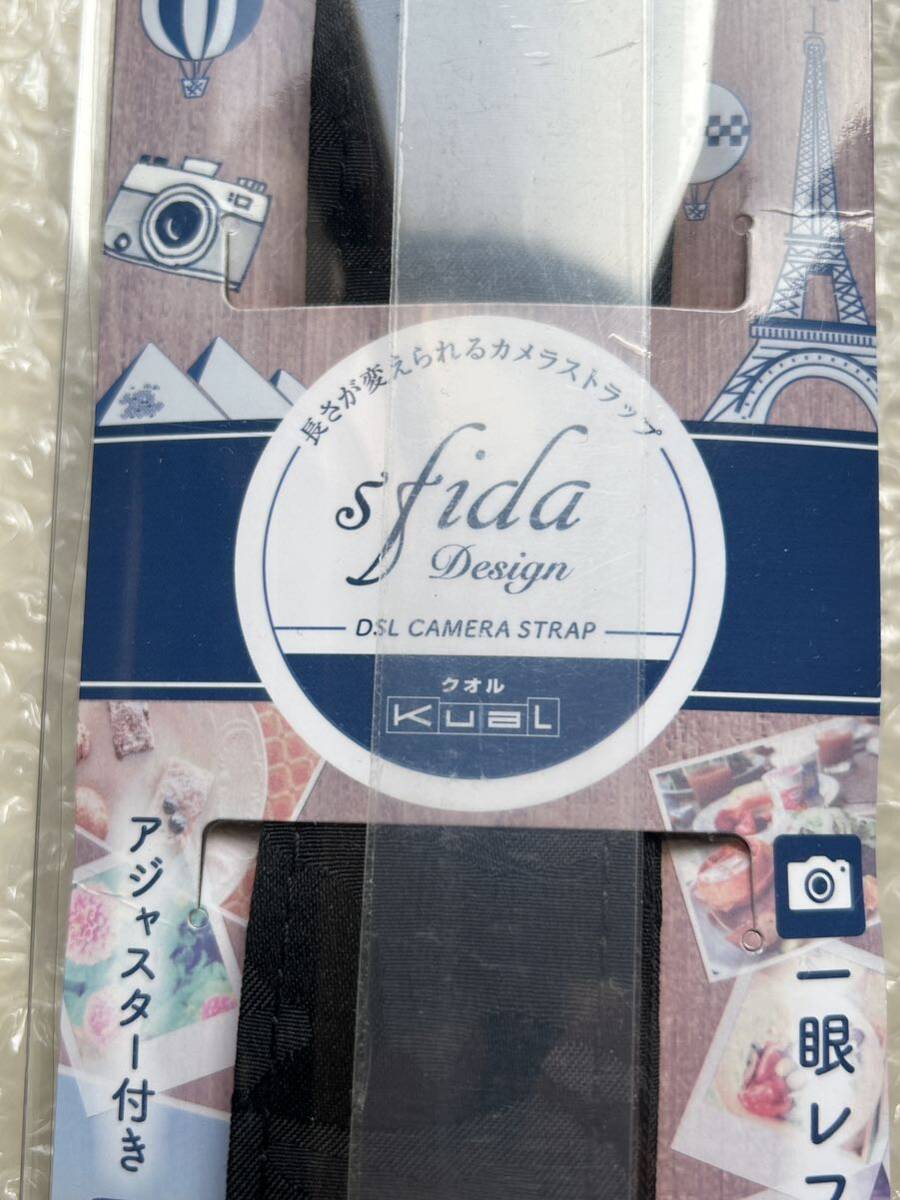 長さが変えられるカメラストラップ
sfida
Design
DSL CAMERA STRAP
クオル
KuaL
アジャスター付き
一眼レフ